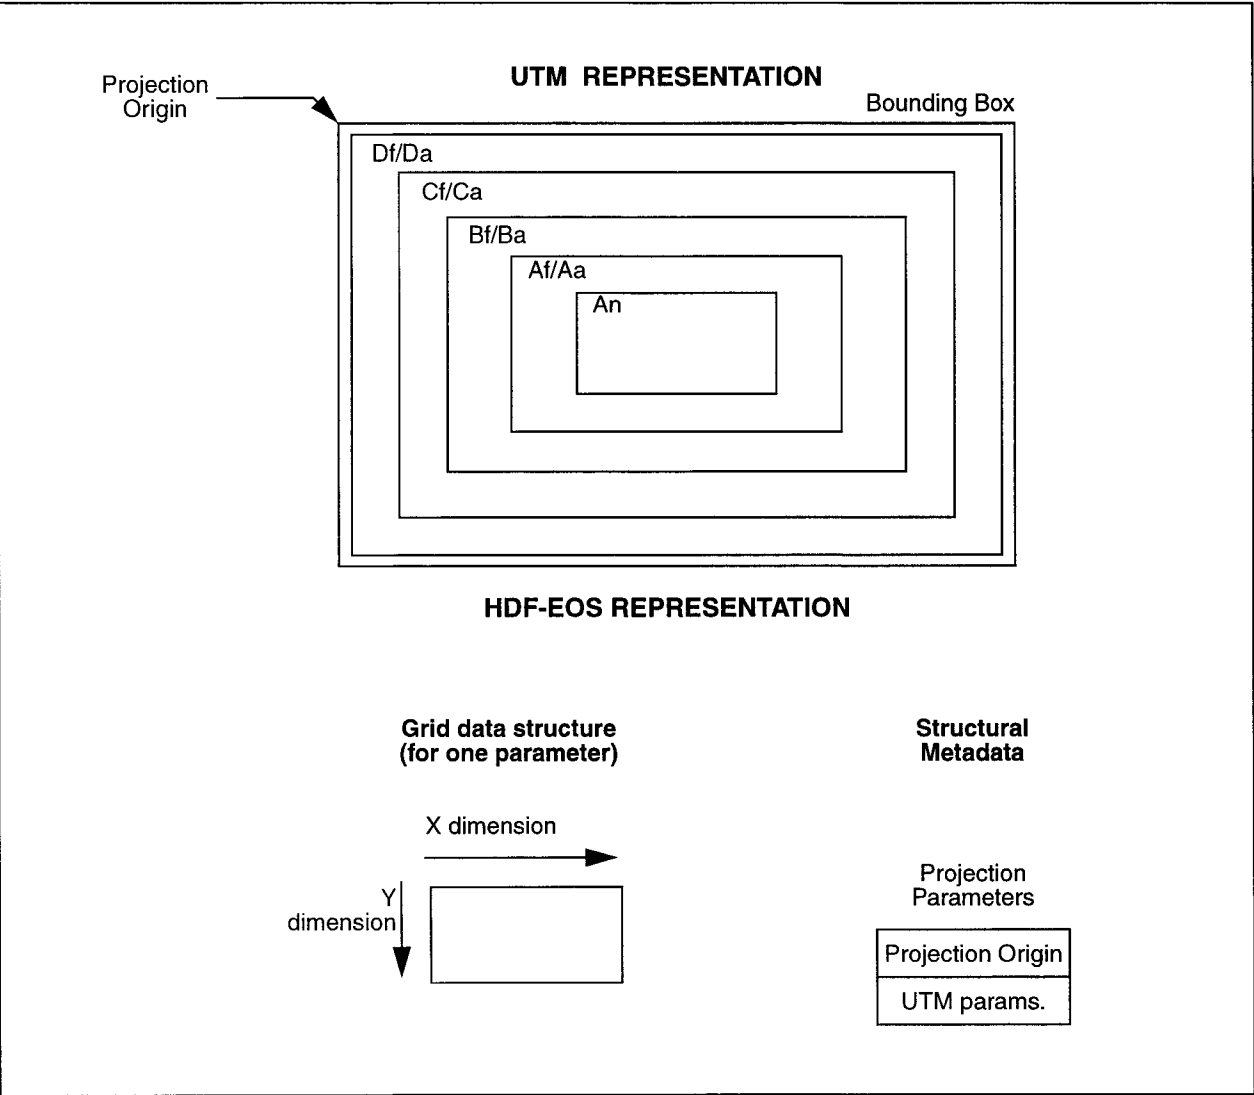 UTM REPRESENTATION
Projection
Origin
Bounding Box
Df/Da
Cf/Ca
Bf/Ba
Af/Aa
An
HDF-EOS REPRESENTATION
Grid data structure
(for one parameter)
Structural
Metadata
X dimension
Y
dimension
Projection
Parameters
Projection Origin
UTM params.